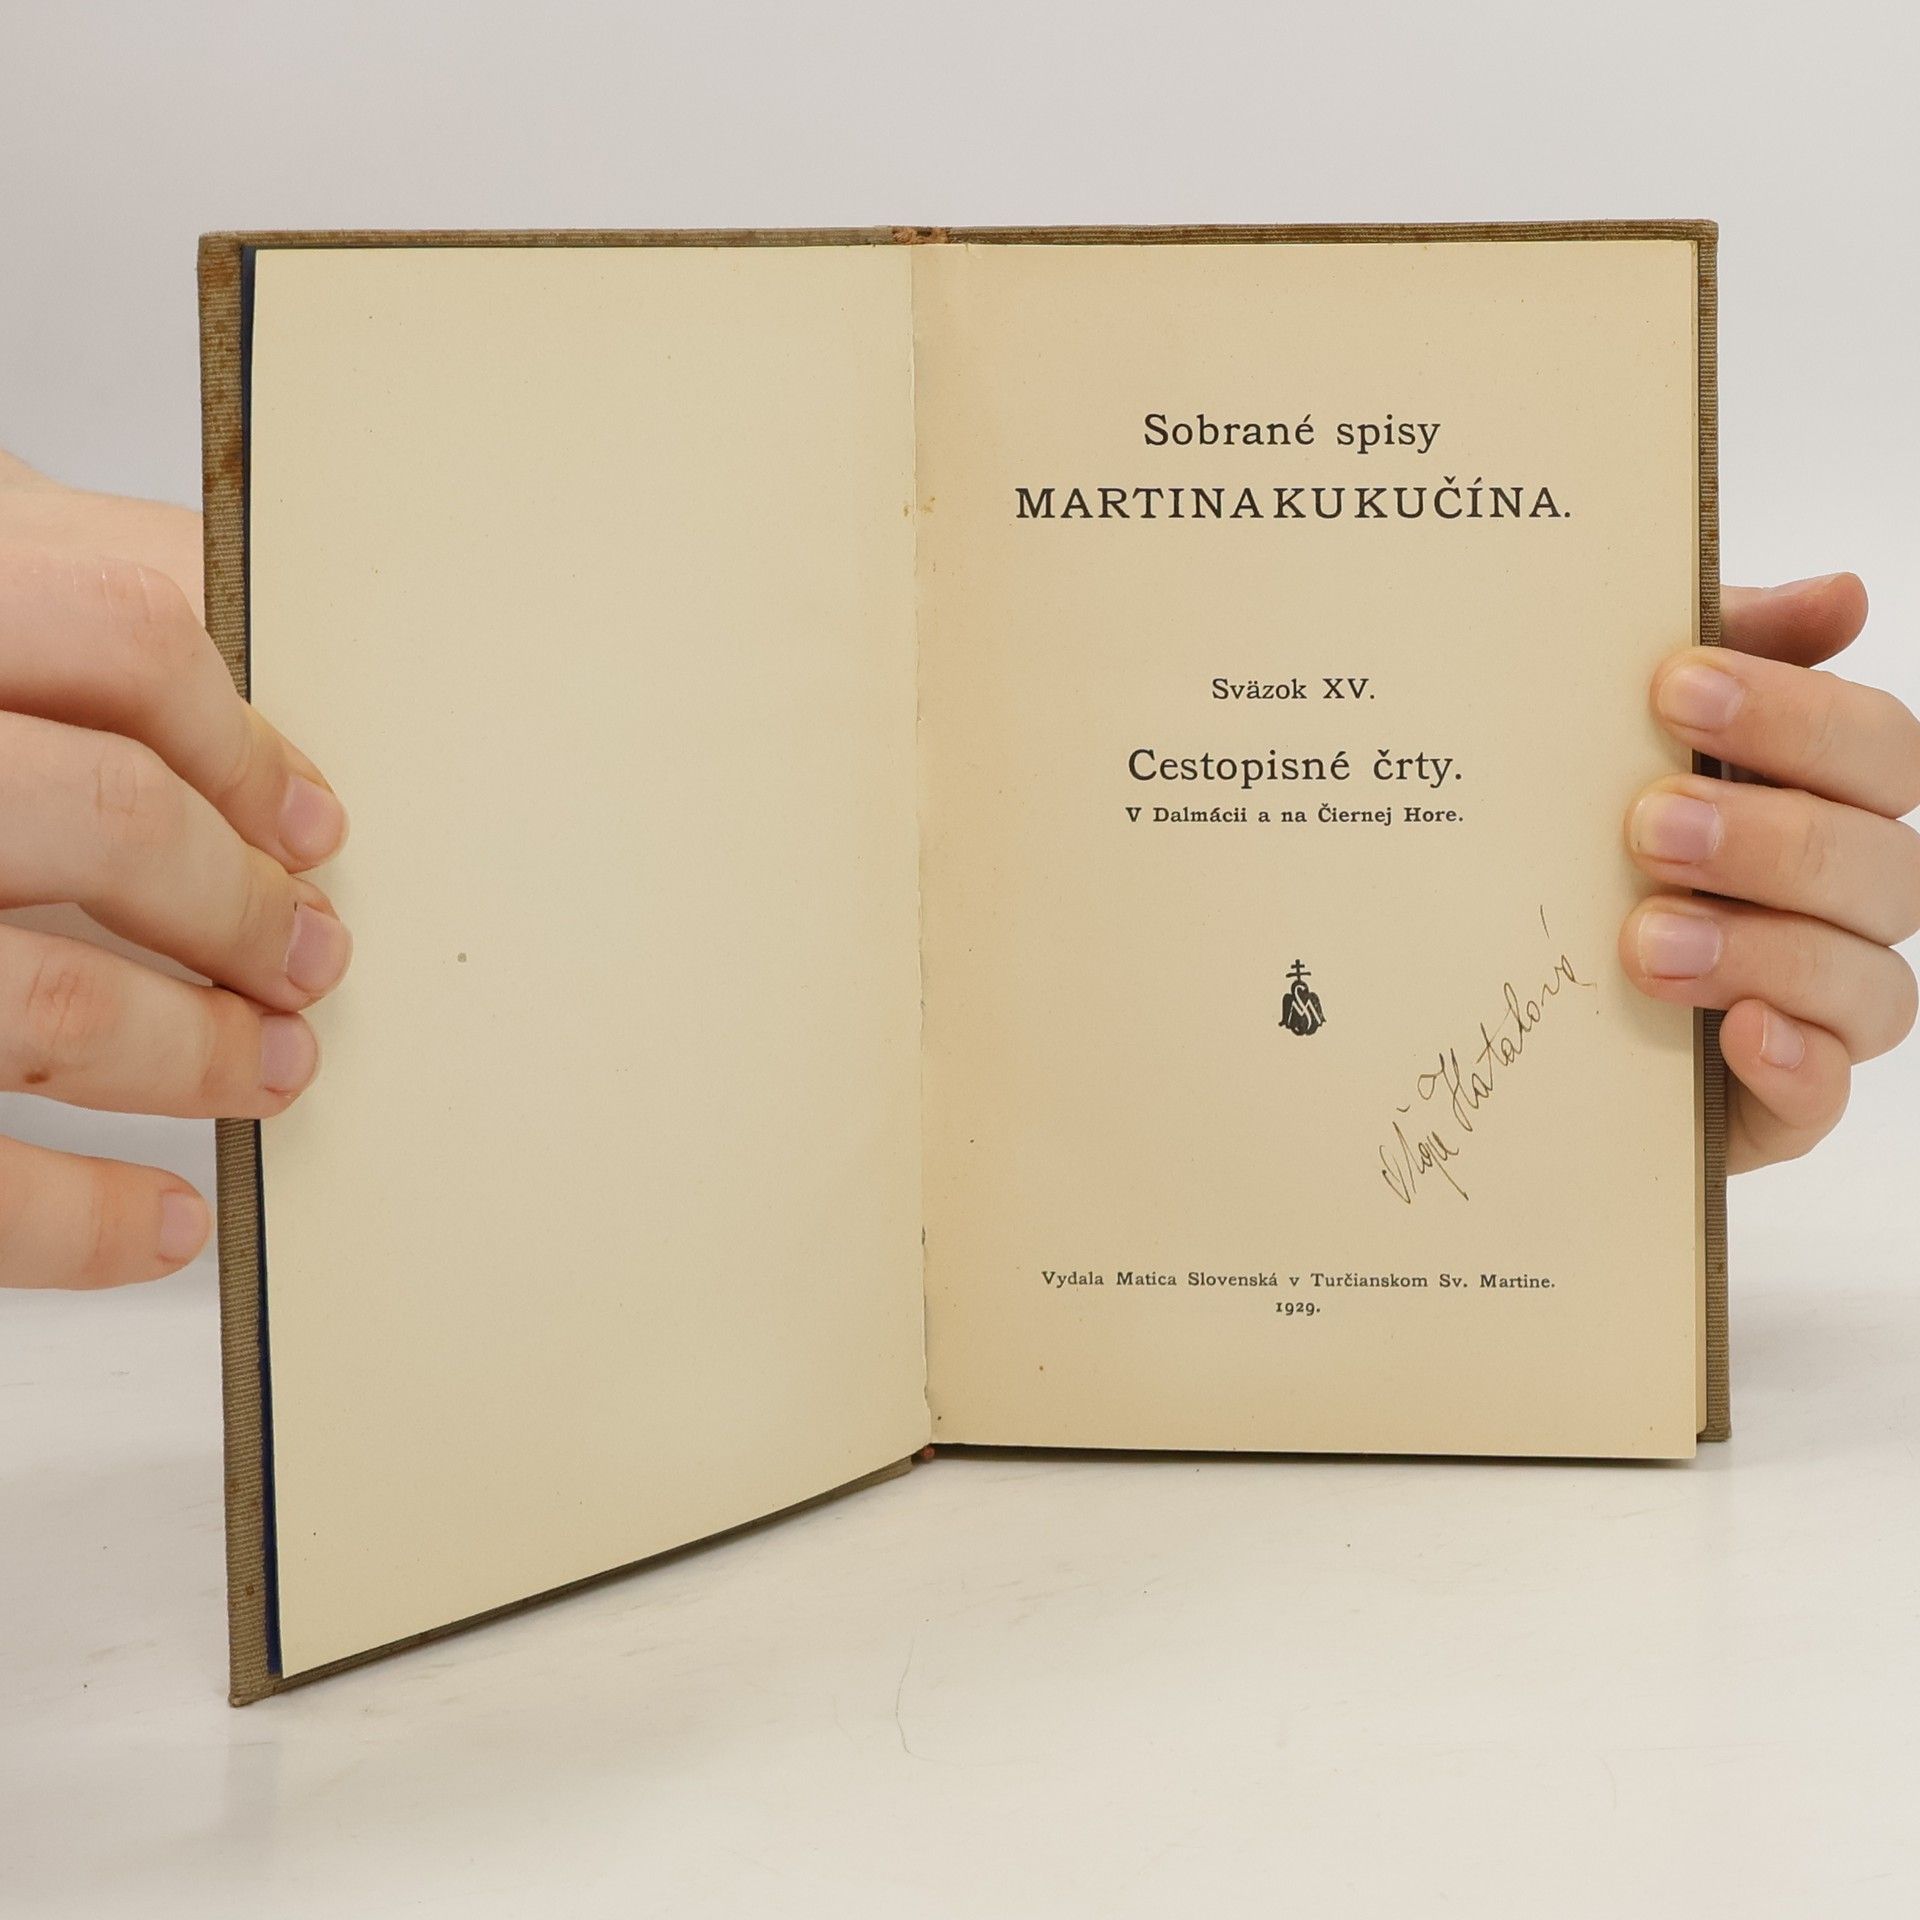 Sobrané spisy
MARTINA KUKUČÍNA.
Sväzok XV.
Cestopisné črty.
V Dalmácii a na Čiernej Hore.
Vydala Matica Slovenská v Turčianskom Sv. Martine.
1929.